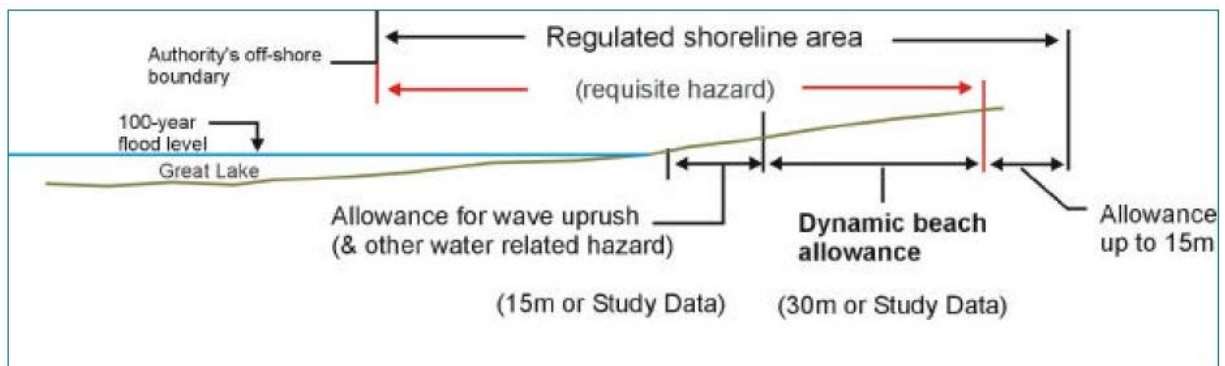 Regulated shoreline area
Authority's off-shore
boundary
(requisite hazard)
100-year
flood level
Great Lake
Allowance for wave uprush
(& other water related hazard)
Dynamic beach
allowance
Allowance
up to 15m
(15m or Study Data)
(30m or Study Data)